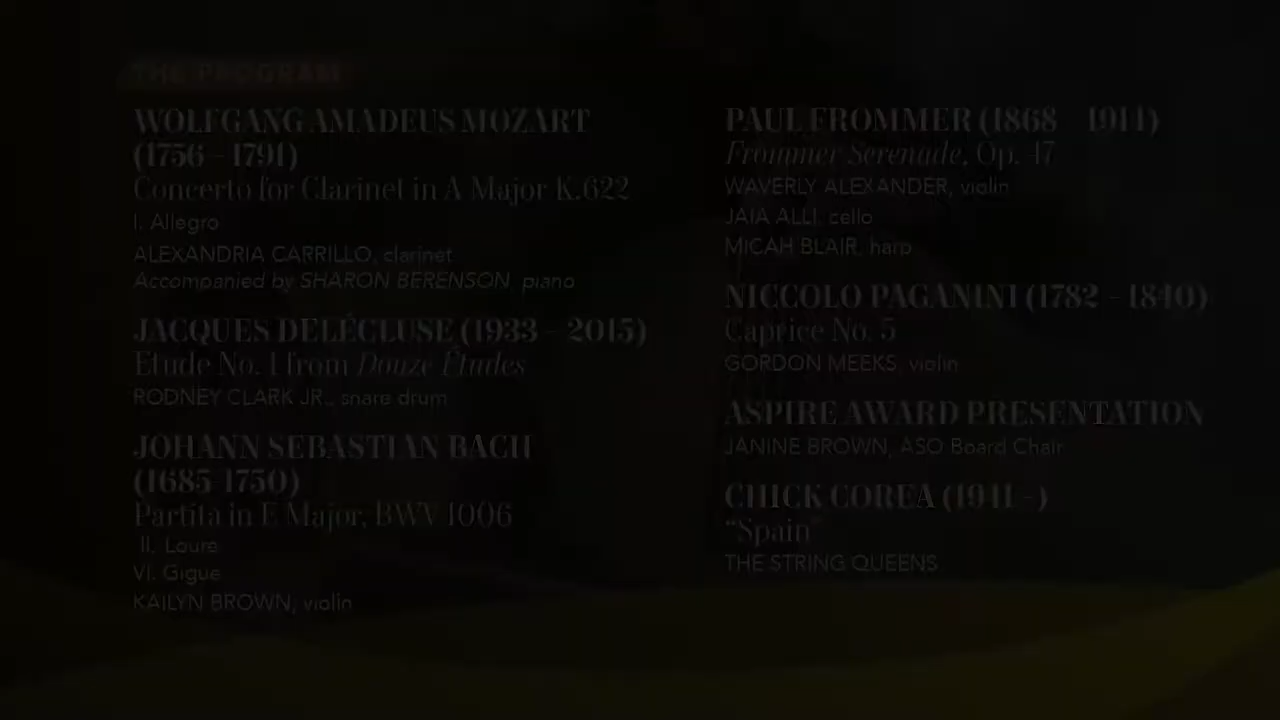 THE PROGRAM
WOLFGANG AMADEUS MOZART
(1756 – 1791)
Concerto for Clarinet in A Major K.622
I. Allegro
ALEXANDRIA CARRILLO, clarinet
Accompanied by SHARON BERENSON, piano
JACQUES DELÉCLUSE (1933 – 2015)
Etude No. 1 from Douze Études
RODNEY CLARK JR., snare drum
JOHANN SEBASTIAN BACH
(1685-1750)
Partita in E Major, BWV 1006
II. Loure
VI. Gigue
KAILYN BROWN, violin
PAUL FROMMER (1868 – 1911)
Frommer Serenade, Op. 47
WAVERLY ALEXANDER, violin
JAIA ALLI, cello
MICAH BLAIR, harp
NICCOLO PAGANINI (1782 – 1840)
Caprice No. 5
GORDON MEEKS, violin
ASPIRE AWARD PRESENTATION
JANINE BROWN, ASO Board Chair
CHICK COREA (1941 – )
“Spain”
THE STRING QUEENS